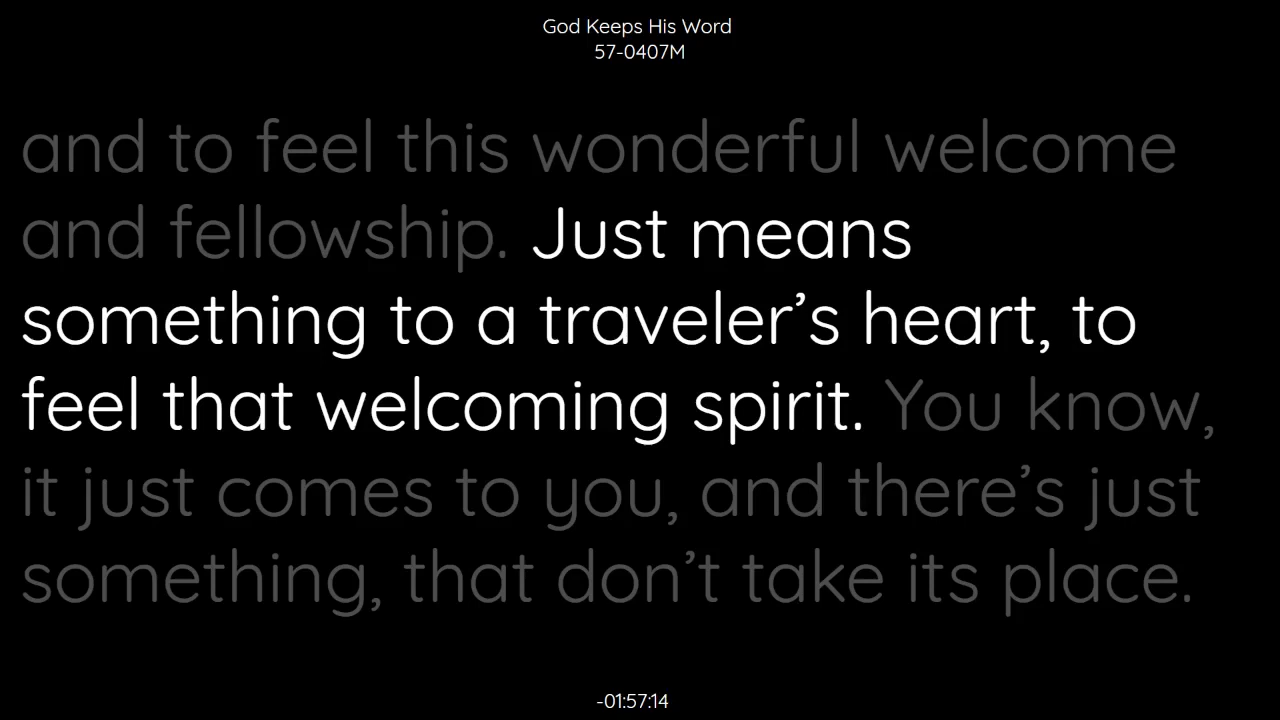 God Keeps His Word
57-0407M
and to feel this wonderful welcome
and fellowship. Just means
something to a traveler’s heart, to
feel that welcoming spirit. You know,
it just comes to you, and there’s just
something, that don’t take its place.
-01:57:14